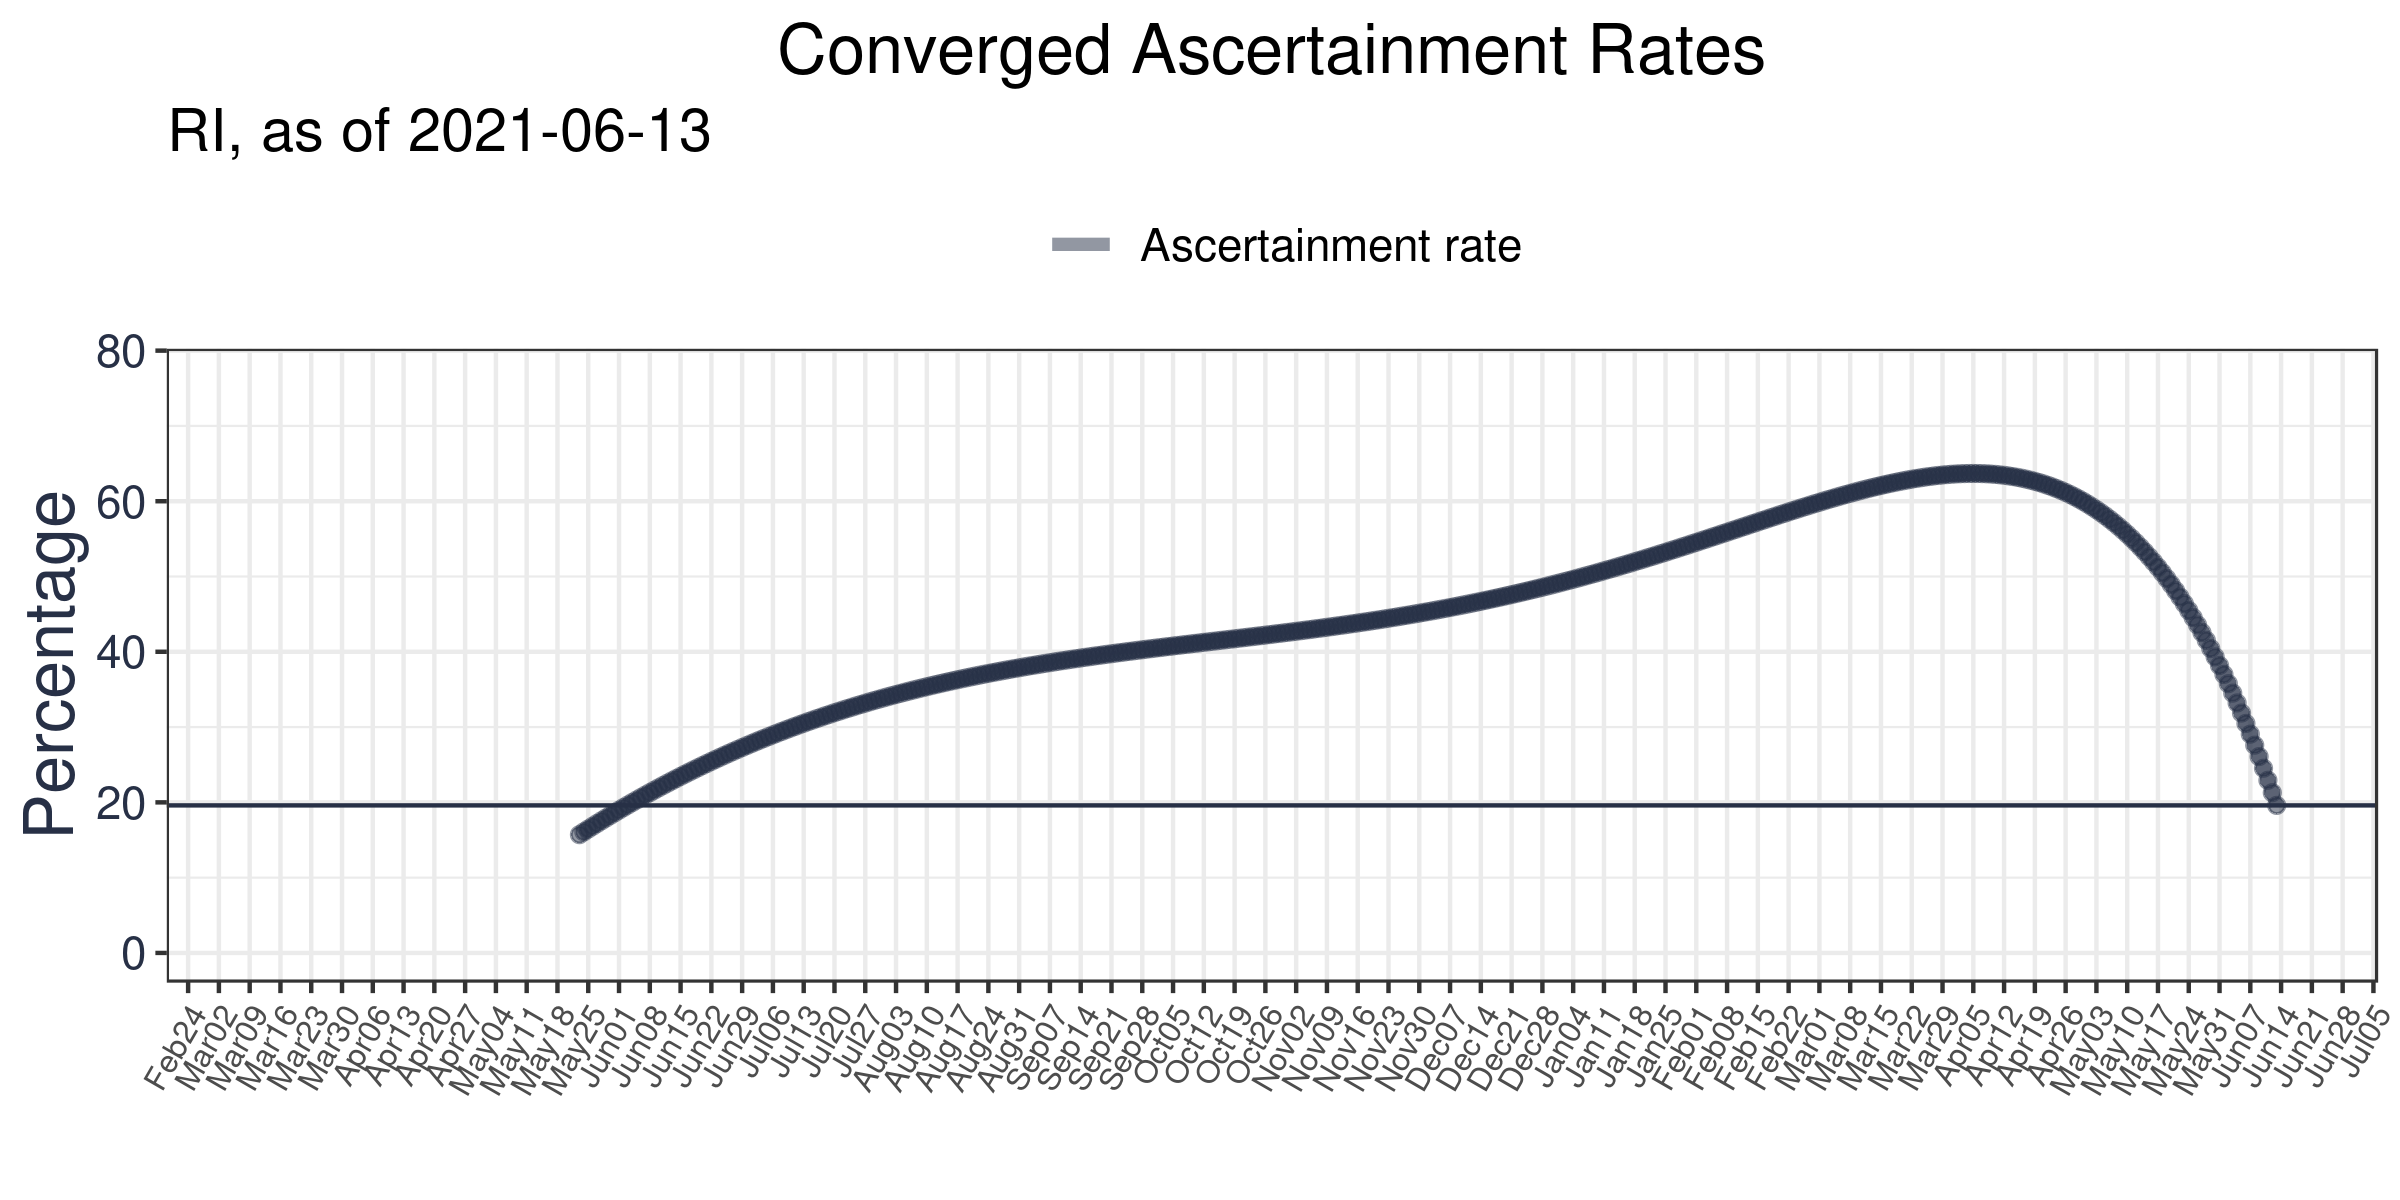 Converged Ascertainment Rates
RI, as of 2021-06-13
Ascertainment rate
Percentage
80
60
40
20
0
Feb24
Mar02
Mar09
Mar16
Mar23
Mar30
Apr06
Apr13
Apr20
Apr27
May04
May11
May18
May25
Jun01
Jun08
Jun15
Jun22
Jun29
Jul06
Jul13
Jul20
Jul27
Aug03
Aug10
Aug17
Aug24
Aug31
Sep07
Sep14
Sep21
Sep28
Oct05
Oct12
Oct19
Oct26
Nov02
Nov09
Nov16
Nov23
Nov30
Dec07
Dec14
Dec21
Dec28
Jan04
Jan11
Jan18
Jan25
Feb01
Feb08
Feb15
Feb22
Mar01
Mar08
Mar15
Mar22
Mar29
Apr05
Apr12
Apr19
Apr26
May03
May10
May17
May24
May31
Jun07
Jun14
Jun21
Jun28
Jul05